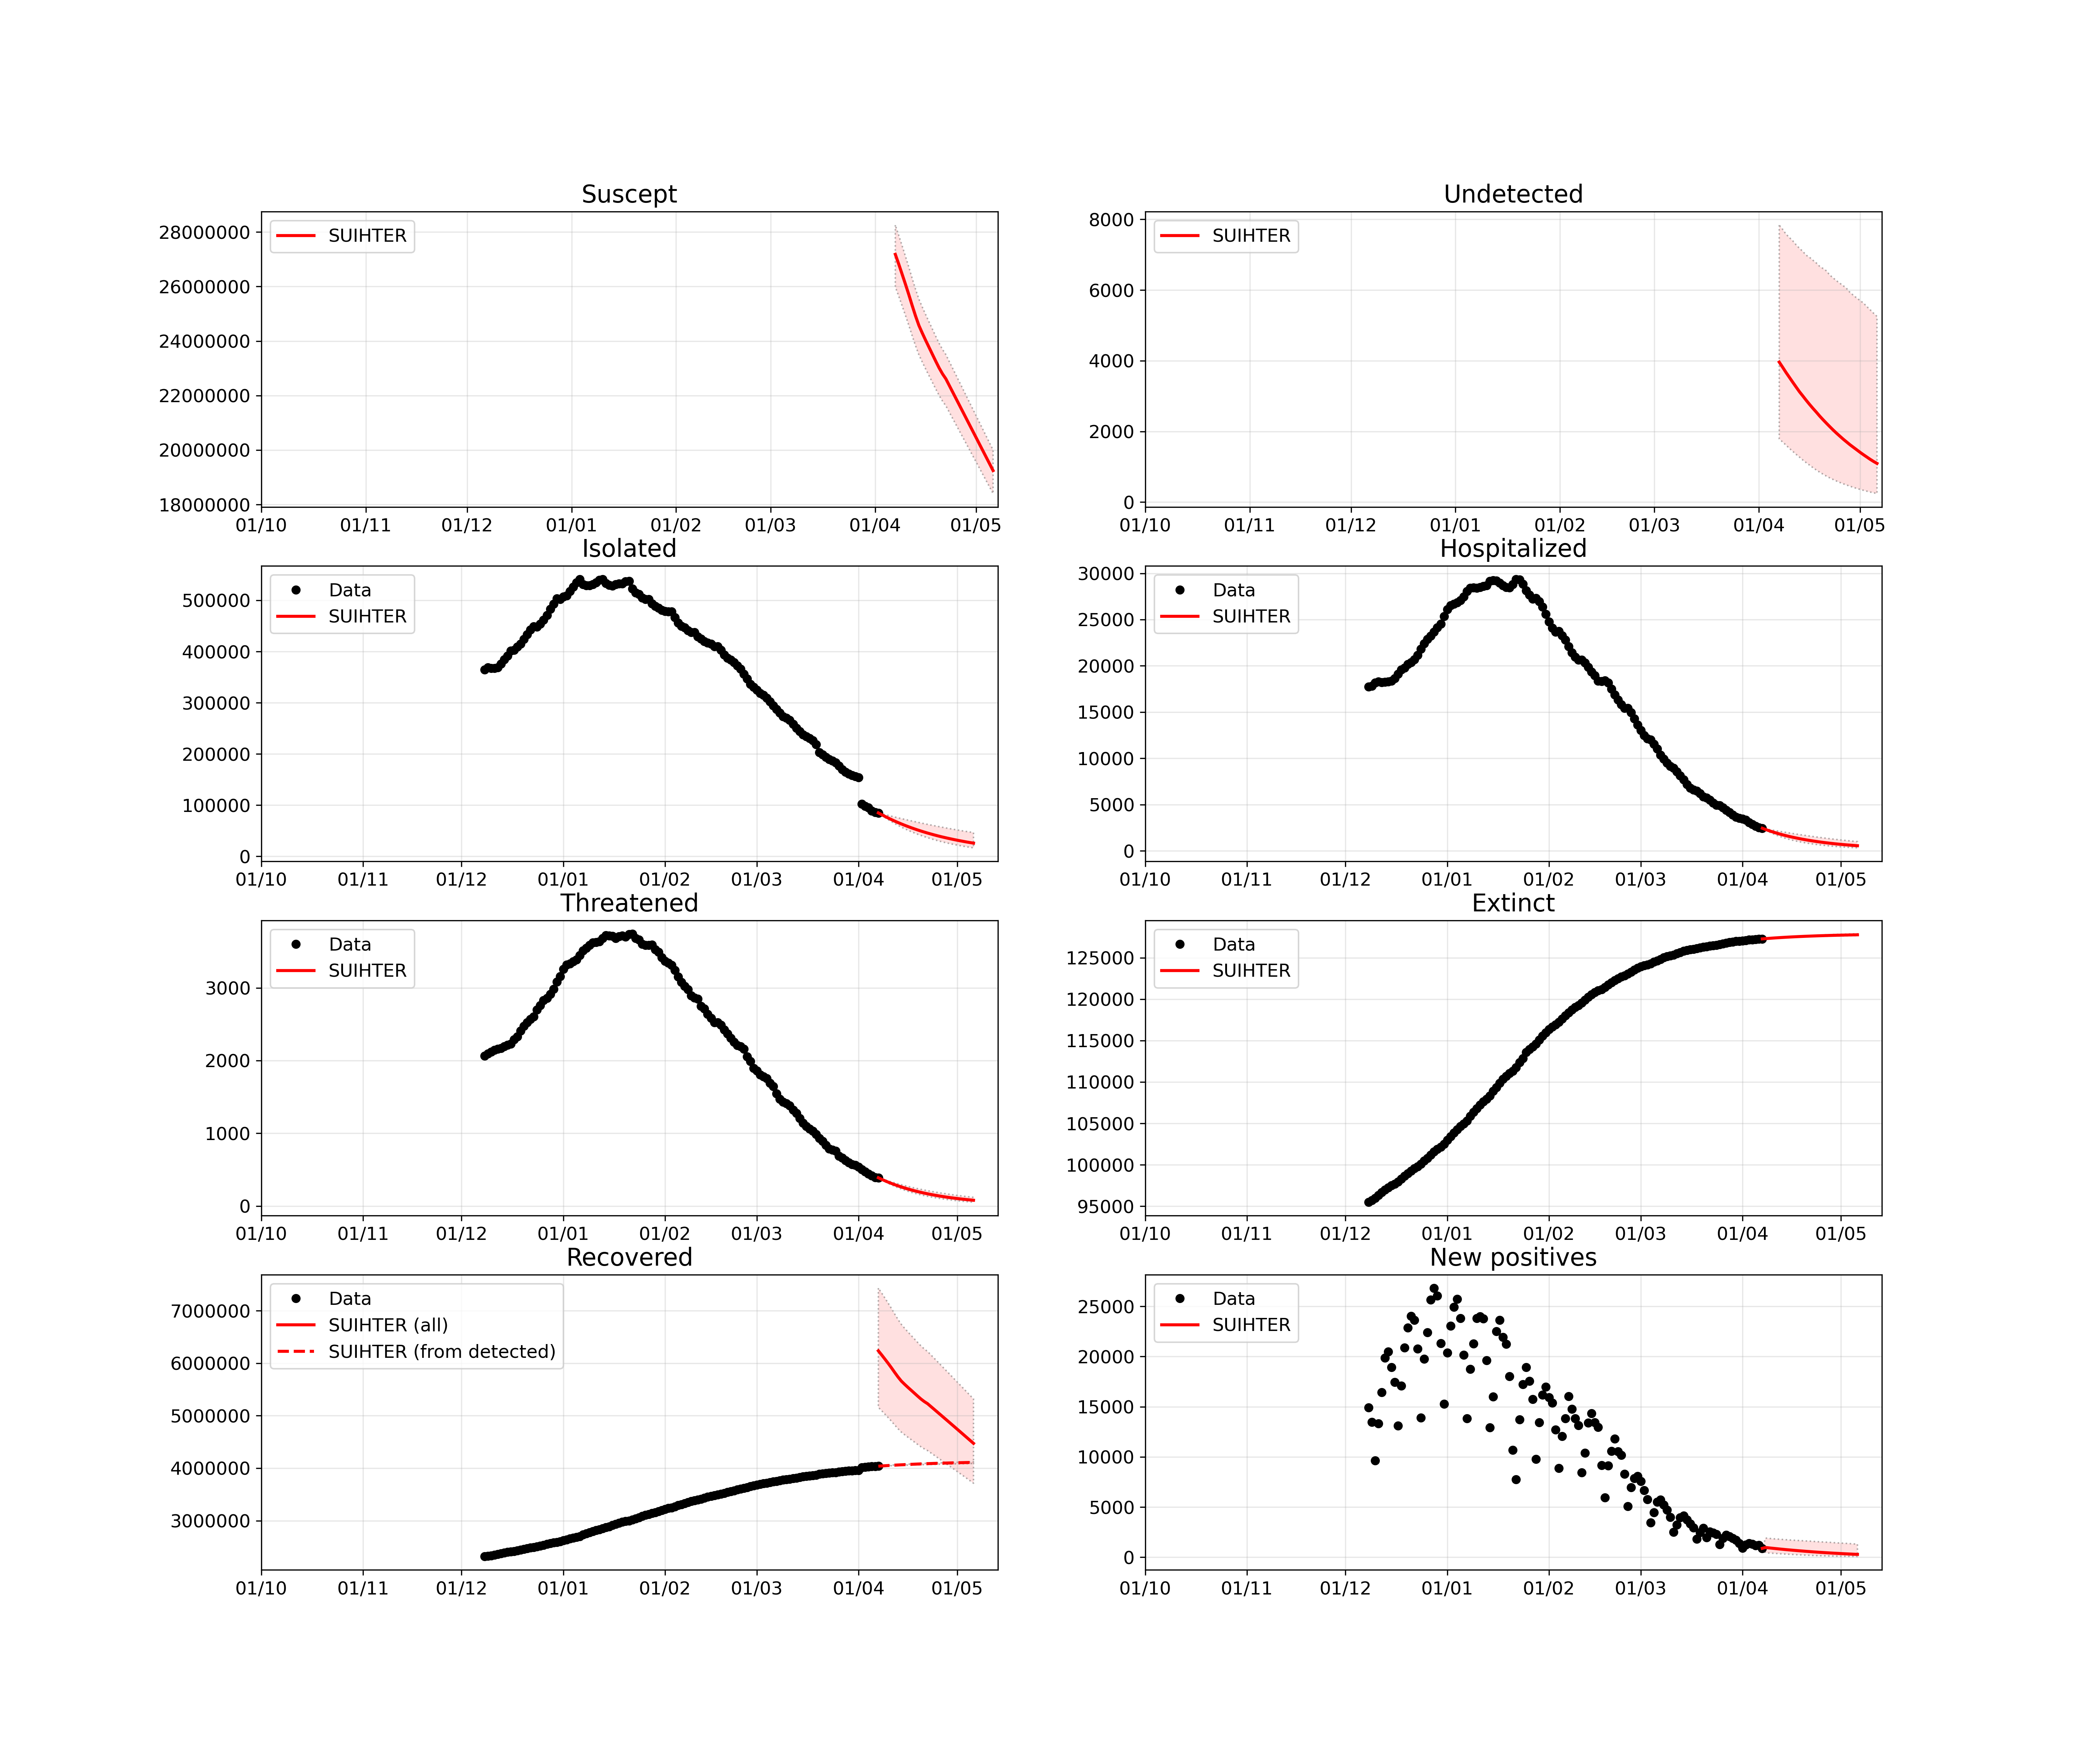 Suscept
SUIHTER
28000000
26000000
24000000
22000000
20000000
18000000
01/10 01/11 01/12 01/01 01/02 01/03 01/04 01/05
Undetected
SUIHTER
8000
6000
4000
2000
0
01/10 01/11 01/12 01/01 01/02 01/03 01/04 01/05
Isolated
Data
SUIHTER
500000
400000
300000
200000
100000
0
01/10 01/11 01/12 01/01 01/02 01/03 01/04 01/05
Hospitalized
Data
SUIHTER
30000
25000
20000
15000
10000
5000
0
01/10 01/11 01/12 01/01 01/02 01/03 01/04 01/05
Threatened
Data
SUIHTER
3000
2000
1000
0
01/10 01/11 01/12 01/01 01/02 01/03 01/04 01/05
Extinct
Data
SUIHTER
125000
120000
115000
110000
105000
100000
95000
01/10 01/11 01/12 01/01 01/02 01/03 01/04 01/05
Recovered
Data
SUIHTER (all)
SUIHTER (from detected)
7000000
6000000
5000000
4000000
3000000
01/10 01/11 01/12 01/01 01/02 01/03 01/04 01/05
New positives
Data
SUIHTER
25000
20000
15000
10000
5000
0
01/10 01/11 01/12 01/01 01/02 01/03 01/04 01/05